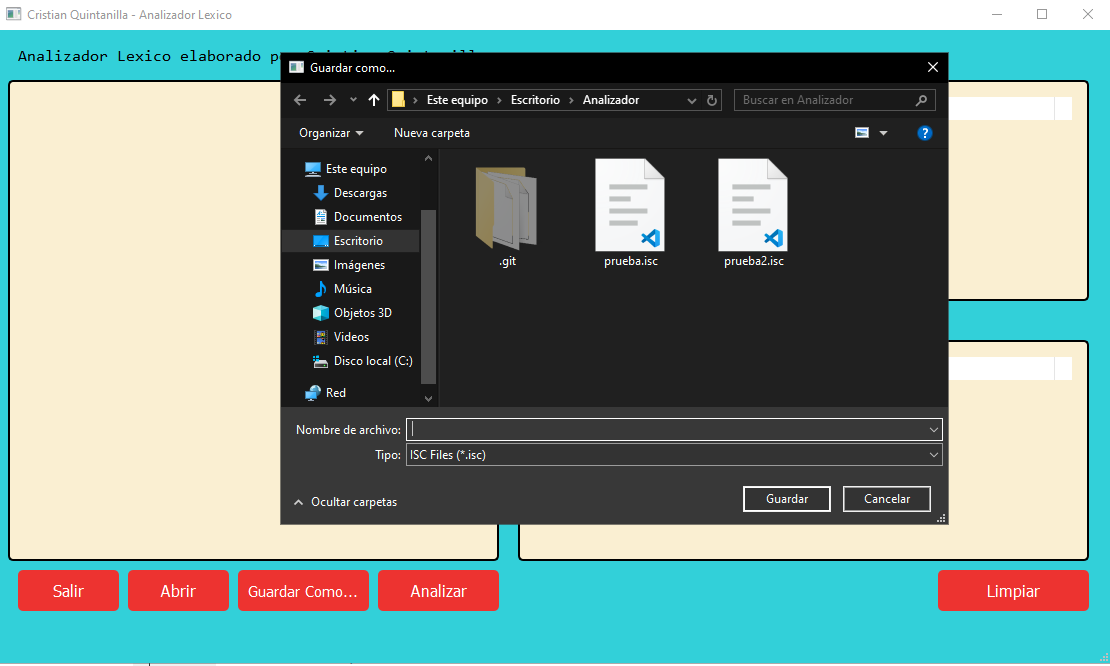 Cristian Quintanilla - Analizador Lexico
Analizador Lexico elaborado
Guardar como...
Este equipo > Escritorio > Analizador
Buscar en Analizador
Organizar
Nueva carpeta
?
Este equipo
Descargas
Documentos
Escritorio
Imágenes
Música
Objetos 3D
Videos
Disco local (C:)
Red
.git
prueba.isc
prueba2.isc
Nombre de archivo:
Tipo: ISC Files (*.isc)
Ocultar carpetas
Guardar
Cancelar
Salir
Abrir
Guardar Como...
Analizar
Limpiar